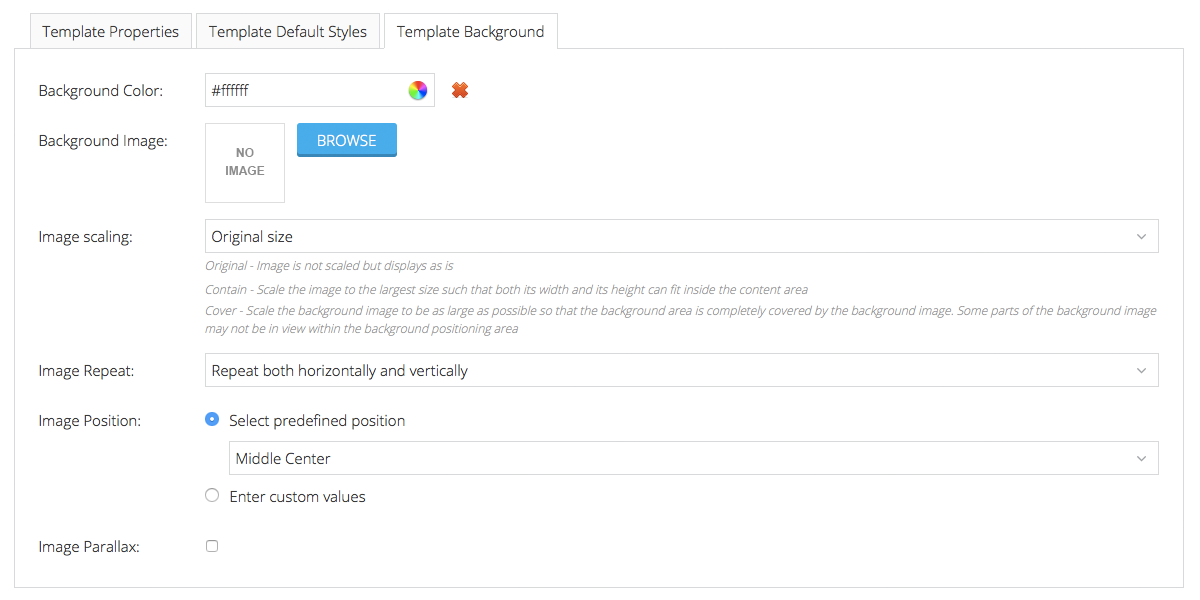 Template Properties
Template Default Styles
Template Background
Background Color:
#ffffff
Background Image:
NO
IMAGE
BROWSE
Image scaling:
Original size
Original - Image is not scaled but displays as is
Contain - Scale the image to the largest size such that both its width and its height can fit inside the content area
Cover - Scale the background image to be as large as possible so that the background area is completely covered by the background image. Some parts of the background image
may not be in view within the background positioning area
Image Repeat:
Repeat both horizontally and vertically
Image Position:
Select predefined position
Middle Center
Enter custom values
Image Parallax: